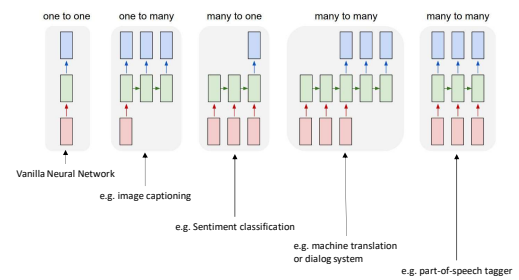 one to one
one to many
many to one
many to many
many to many
Vanilla Neural Network
e.g. image captioning
e.g. Sentiment classification
e.g. machine translation
or dialog system
e.g. part-of-speech tagger